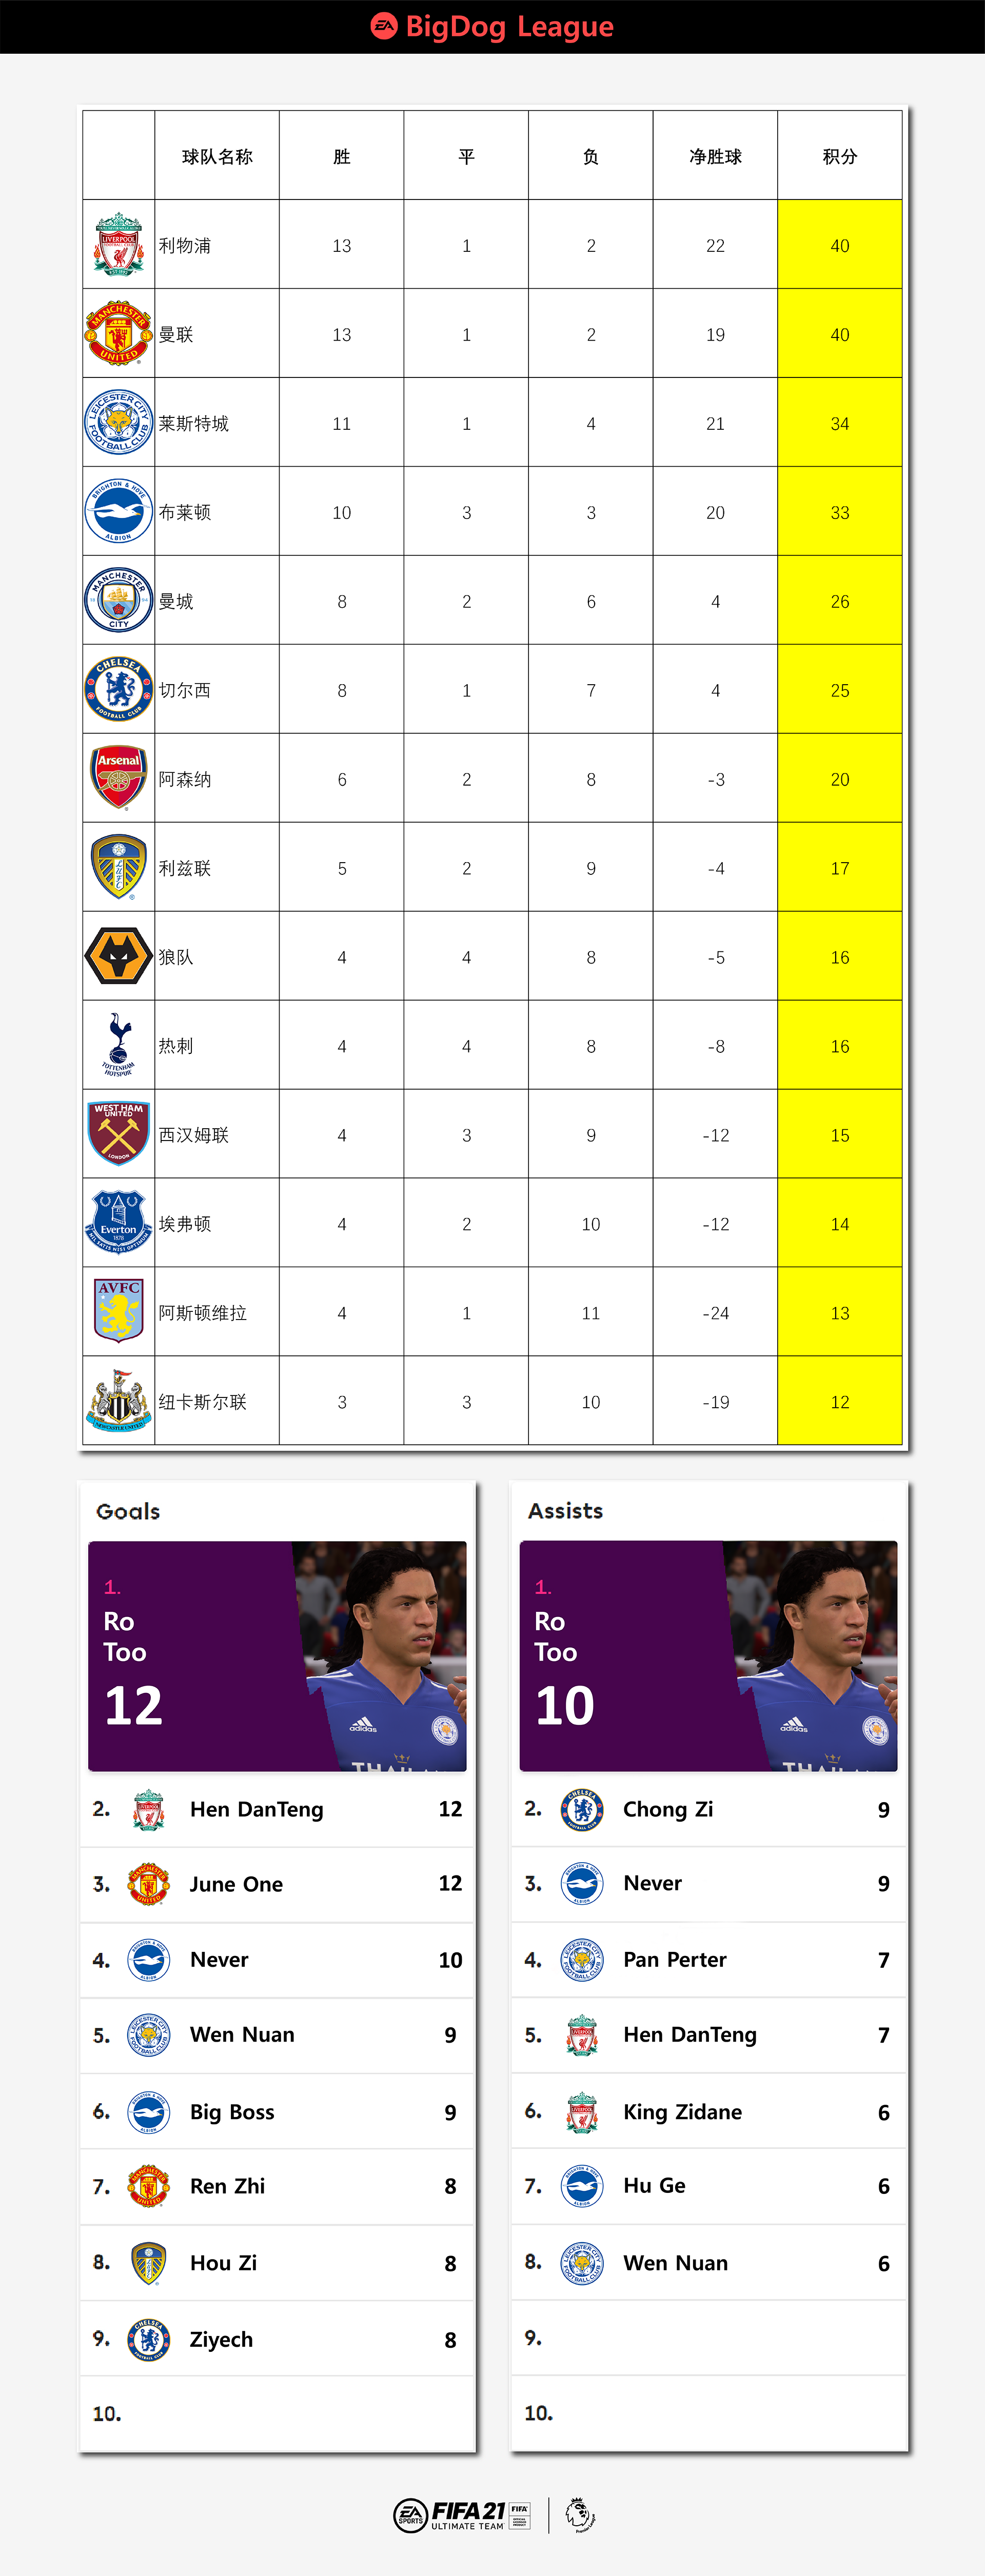 EA BigDog League
球队名称 胜 平 负 净胜球 积分
利物浦 13 1 2 22 40
曼联 13 1 2 19 40
莱斯特城 11 1 4 21 34
布莱顿 10 3 3 20 33
曼城 8 2 6 4 26
切尔西 8 1 7 4 25
阿森纳 6 2 8 -3 20
利兹联 5 2 9 -4 17
狼队 4 4 8 -5 16
热刺 4 4 8 -8 16
西汉姆联 4 3 9 -12 15
埃弗顿 4 2 10 -12 14
阿斯顿维拉 4 1 11 -24 13
纽卡斯尔联 3 3 10 -19 12
Goals
1.
Ro
Too
12
adidas
2. Hen DanTeng 12
3. June One 12
4. Never 10
5. Wen Nuan 9
6. Big Boss 9
7. Ren Zhi 8
8. Hou Zi 8
9. Ziyech 8
10.
Assists
1.
Ro
Too
10
adidas
2. Chong Zi 9
3. Never 9
4. Pan Perter 7
5. Hen DanTeng 7
6. King Zidane 6
7. Hu Ge 6
8. Wen Nuan 6
9.
10.
EA SPORTS FIFA 21 ULTIMATE TEAM FIFA
Premier League